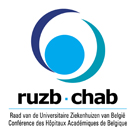 ruzb · chab
Raad van de Universitaire Ziekenhuizen van België
Conférence des Hôpitaux Académiques de Belgique